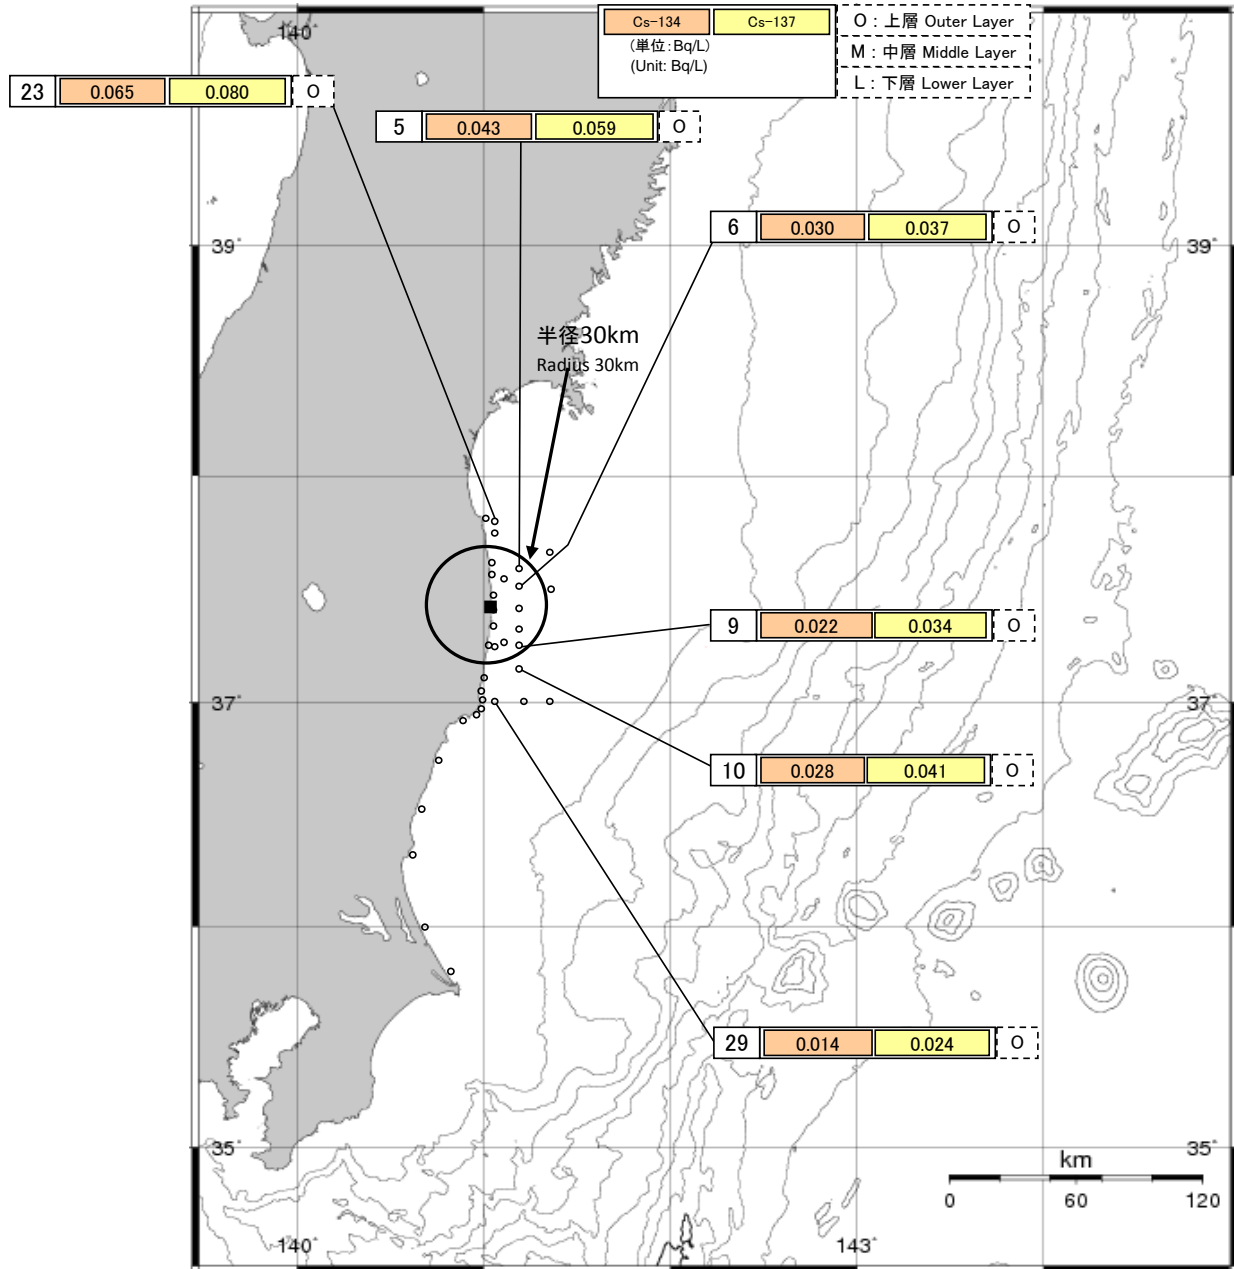 140°
Cs-134 Cs-137
(単位:Bq/L)
(Unit: Bq/L)
O : 上層 Outer Layer
M : 中層 Middle Layer
L : 下層 Lower Layer
23 0.065 0.080 O
5 0.043 0.059 O
6 0.030 0.037 O
39° 39°
半径30km
Radius 30km
9 0.022 0.034 O
37° 37°
10 0.028 0.041 O
29 0.014 0.024 O
35° 35°
km
0 60 120
140° 143°